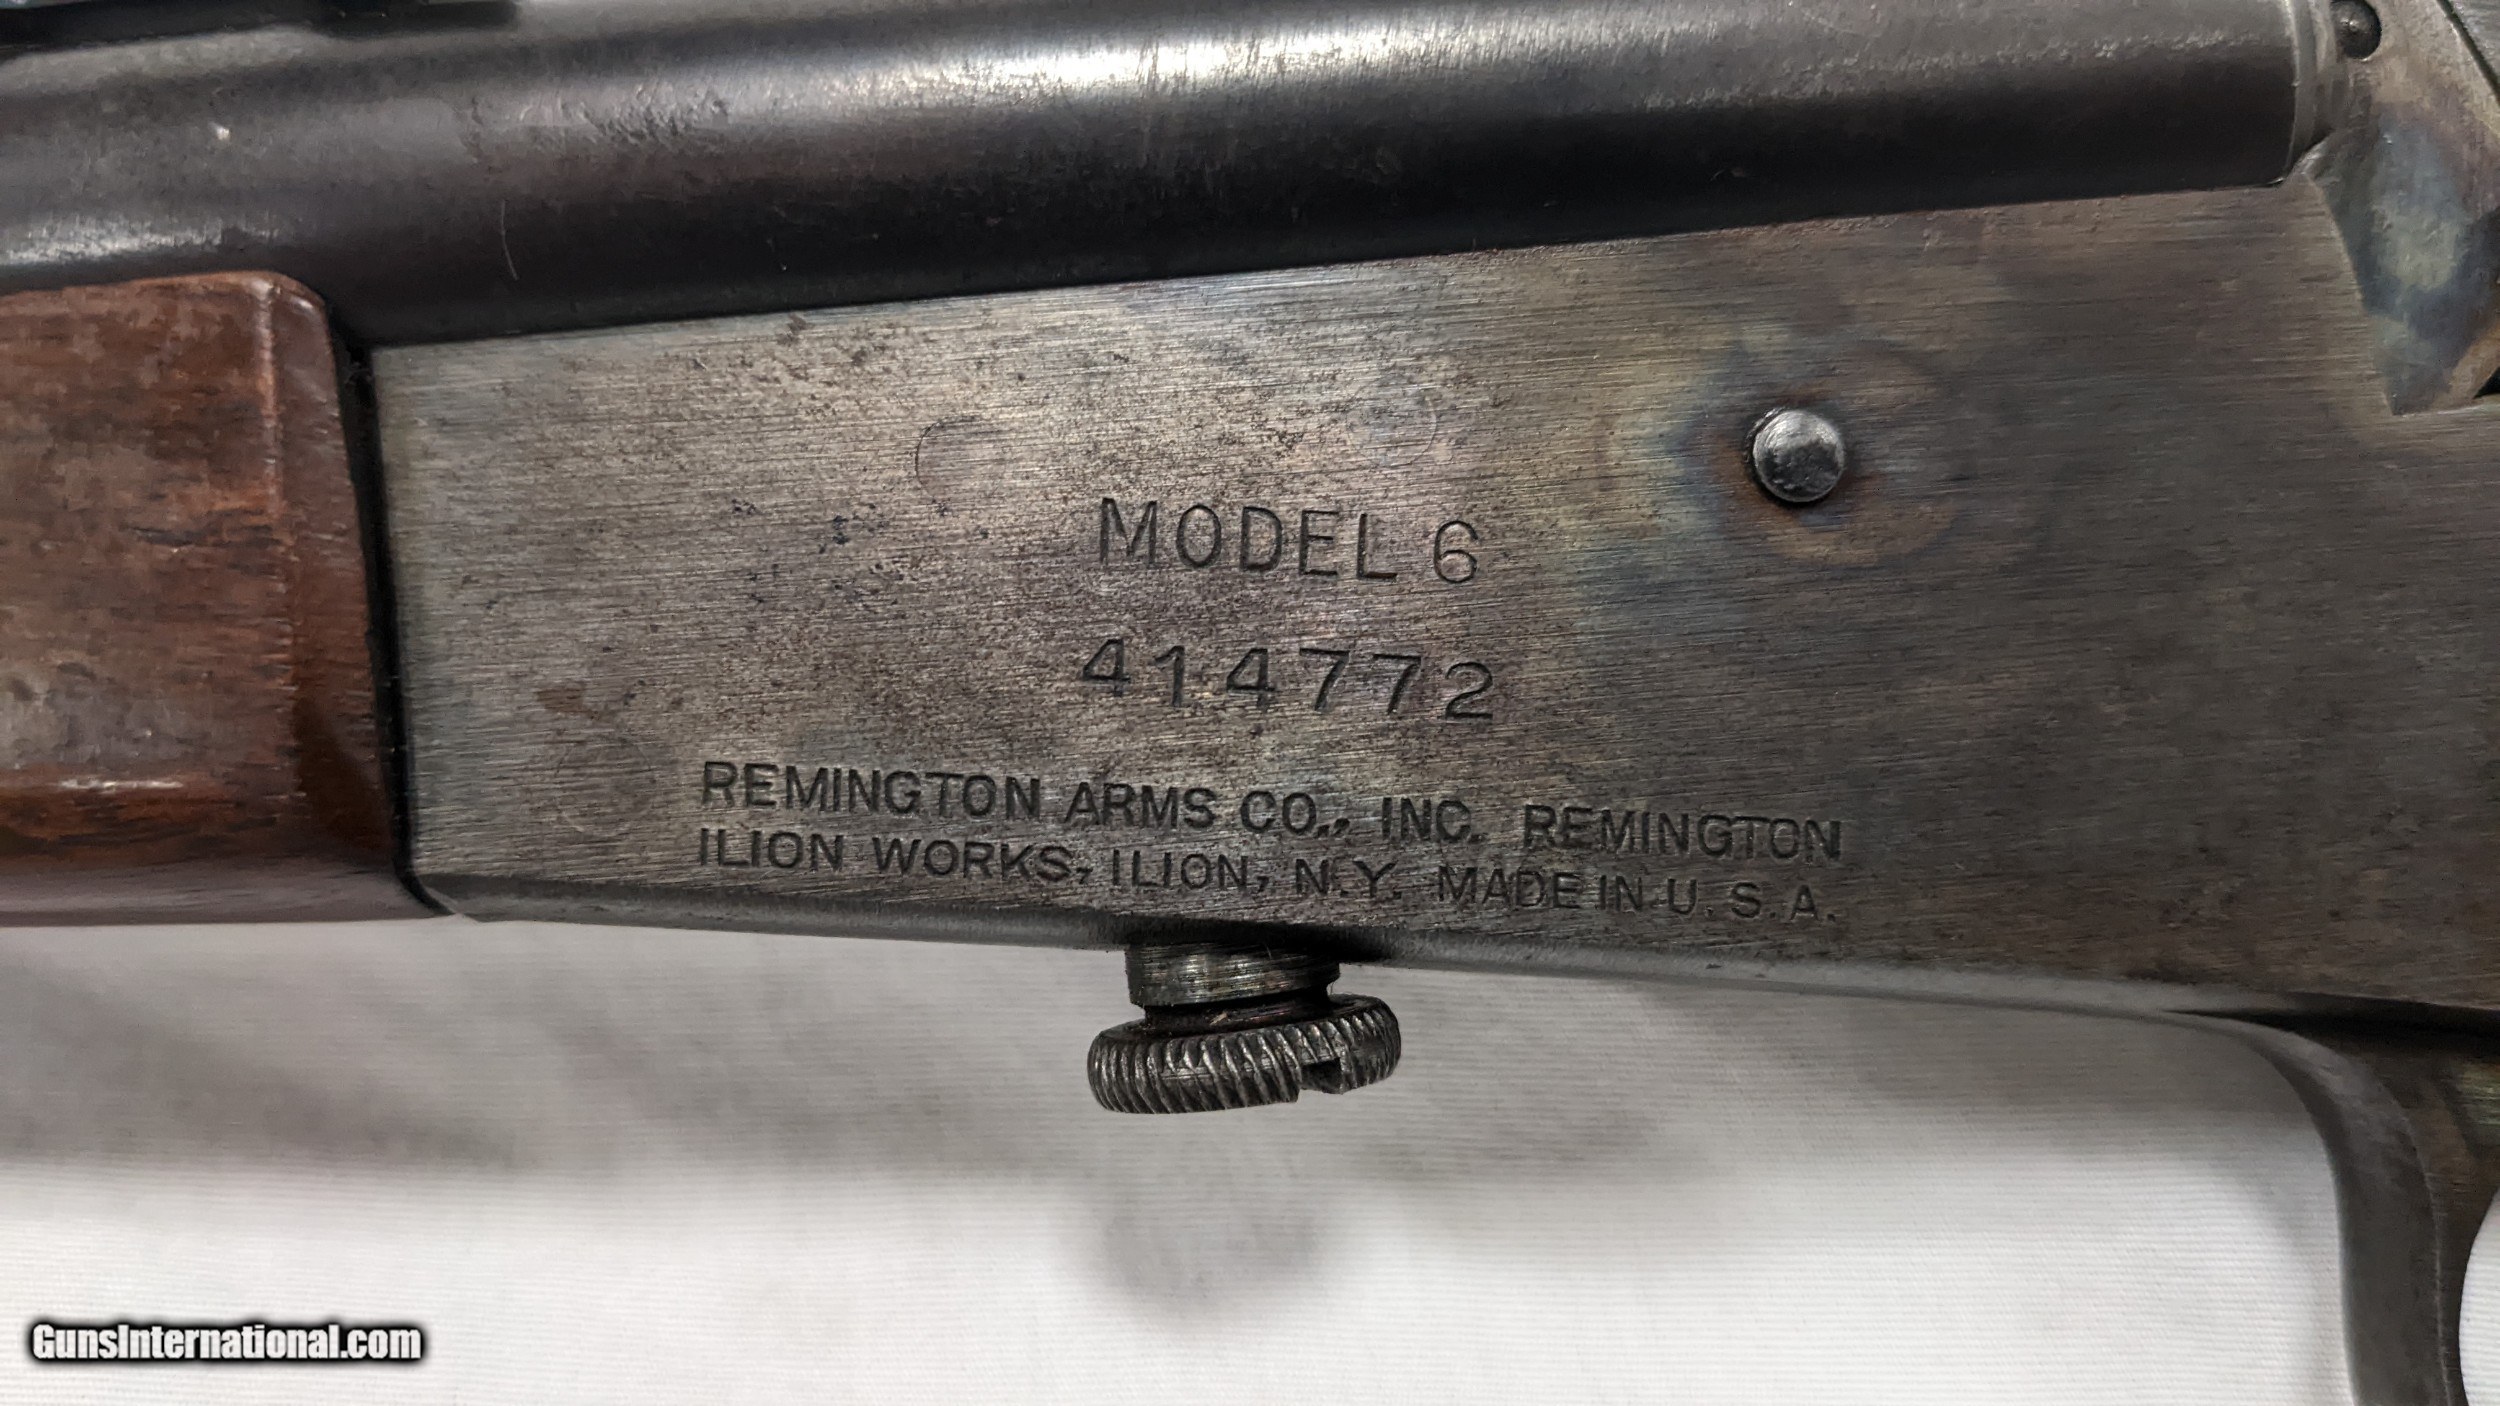 MODEL 6
414772
REMINGTON ARMS CO., INC. REMINGTON
ILION WORKS, ILION, N.Y. MADE IN U.S.A.
GunsInternational.com